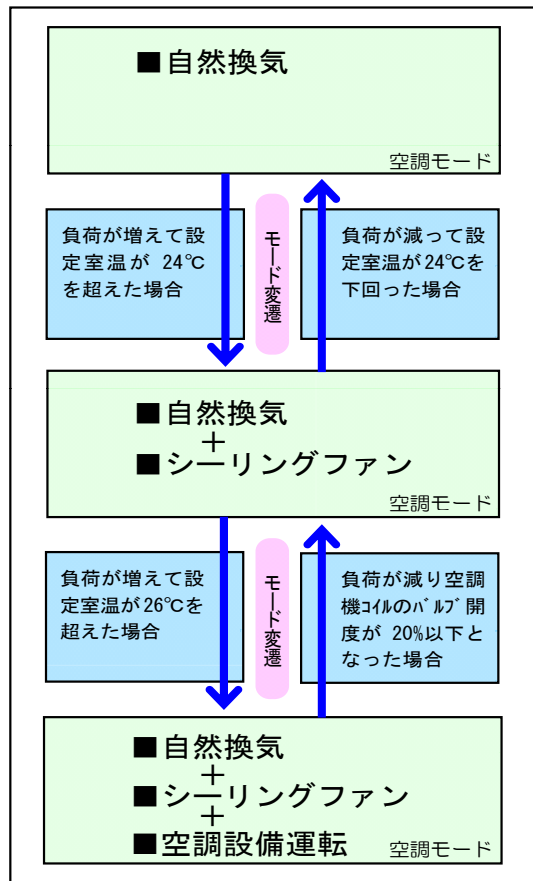 ■自然換気
空調モード
負荷が増えて設
定室温が 24℃
を超えた場合
モード変遷
負荷が減って設
定室温が24℃を
下回った場合
■自然換気
＋
■シーリングファン
空調モード
負荷が増えて設
定室温が26℃を
超えた場合
モード変遷
負荷が減り空調
機ｺｲﾙのﾊﾞﾙﾌﾞ開
度が 20%以下と
なった場合
■自然換気
＋
■シーリングファン
＋
■空調設備運転
空調モード